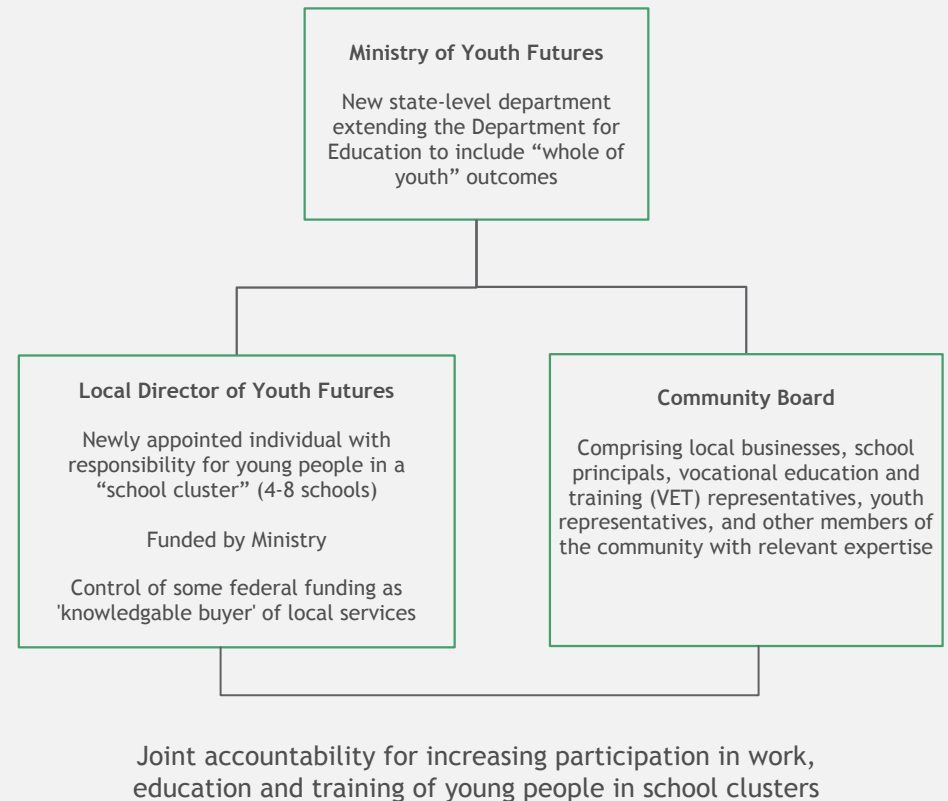 Ministry of Youth Futures
New state-level department
extending the Department for
Education to include “whole of
youth” outcomes
Local Director of Youth Futures
Newly appointed individual with
responsibility for young people in a
“school cluster” (4-8 schools)
Funded by Ministry
Control of some federal funding as
'knowledgable buyer' of local services
Community Board
Comprising local businesses, school
principals, vocational education and
training (VET) representatives, youth
representatives, and other members of
the community with relevant expertise
Joint accountability for increasing participation in work,
education and training of young people in school clusters